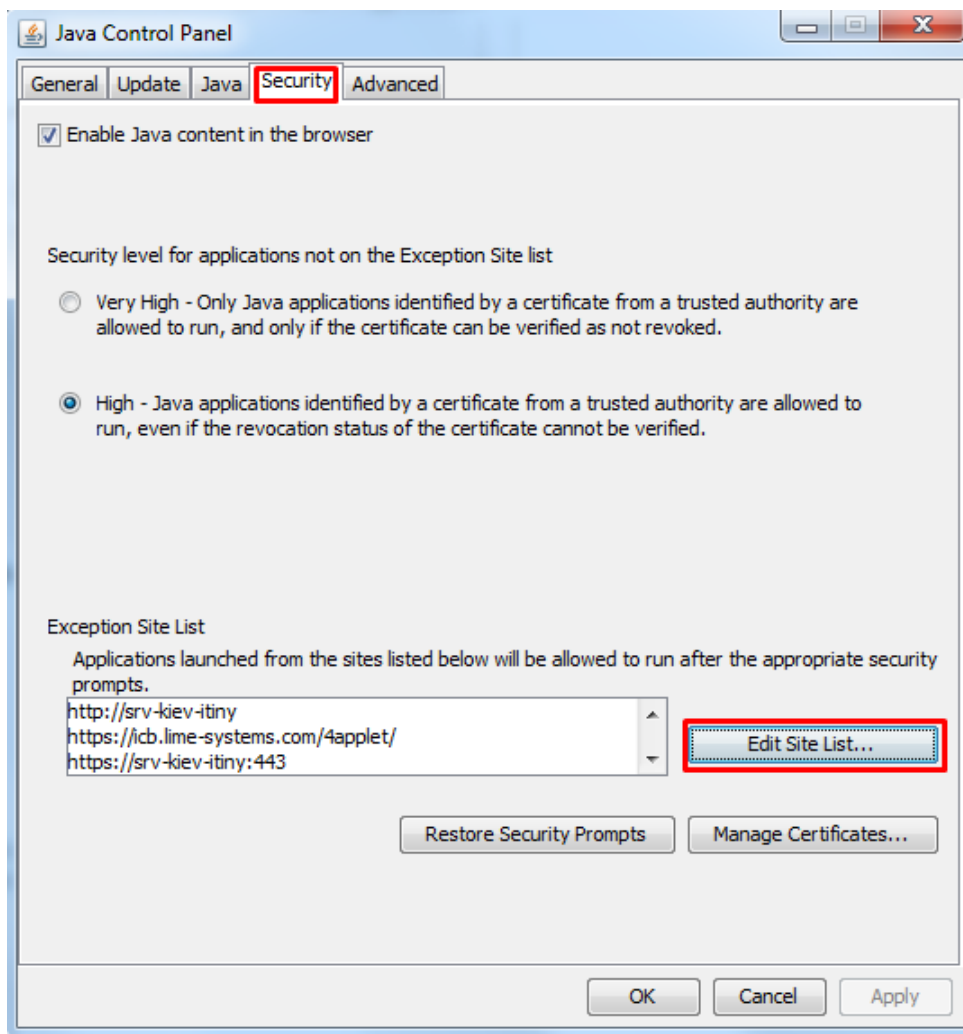 Java Control Panel
General Update Java Security Advanced
Enable Java content in the browser
Security level for applications not on the Exception Site list
Very High - Only Java applications identified by a certificate from a trusted authority are
allowed to run, and only if the certificate can be verified as not revoked.
High - Java applications identified by a certificate from a trusted authority are allowed to
run, even if the revocation status of the certificate cannot be verified.
Exception Site List
Applications launched from the sites listed below will be allowed to run after the appropriate security
prompts.
http://srv-kiev-itiny
https://icb.lime-systems.com/4applet/
https://srv-kiev-itiny:443
Edit Site List...
Restore Security Prompts Manage Certificates...
OK Cancel Apply